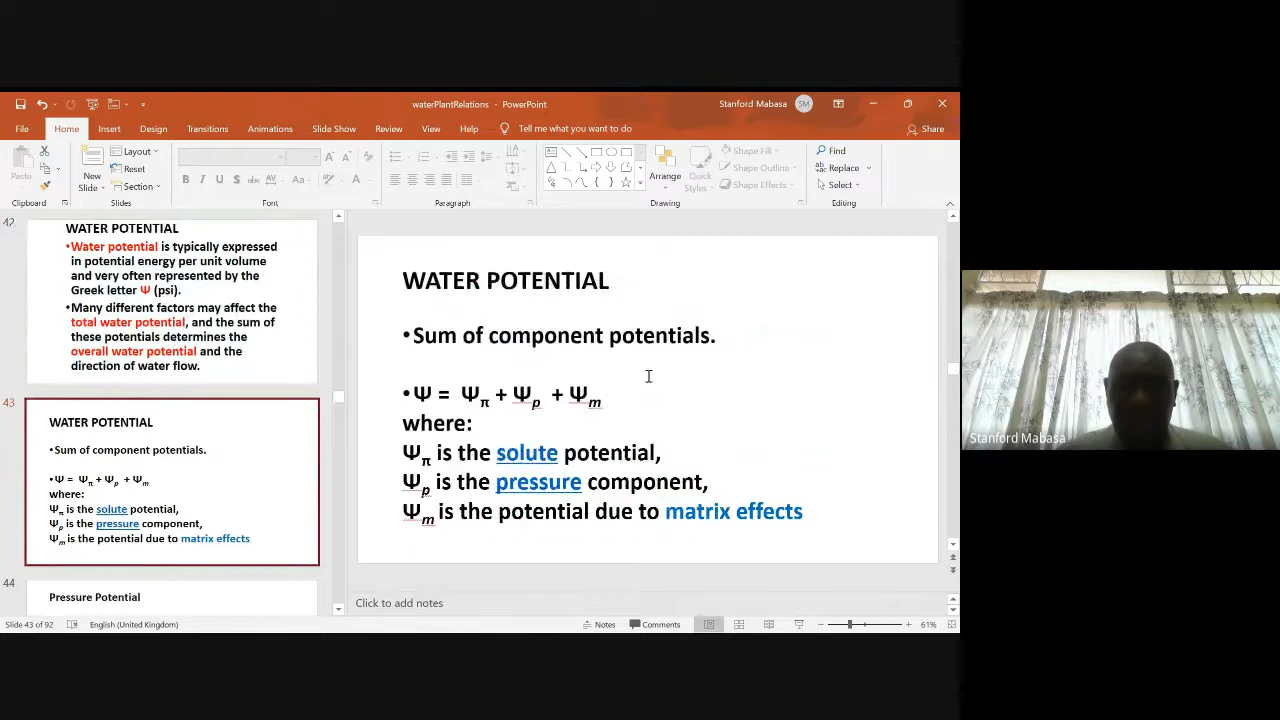 waterPlantRelations - PowerPoint
Stanford Mabasa
SM
File
Home
Insert
Design
Draw
Transitions
Animations
Slide Show
Review
View
Help
Tell me what you want to do
Share
Paste
New
Slide
Layout
Reset
Section
B I U S abc AV Aa A
Shape Fill
Shape Outline
Shape Effects
Arrange
Quick
Styles
Find
Replace
Select
Clipboard
Slides
Font
Paragraph
Drawing
Editing
42
WATER POTENTIAL
•Water potential is typically expressed
in potential energy per unit volume
and very often represented by the
Greek letter Ψ (psi).
•Many different factors may affect the
total water potential, and the sum of
these potentials determines the
overall water potential and the
direction of water flow.
43
WATER POTENTIAL
•Sum of component potentials.
•Ψ = Ψπ + Ψp + Ψm
where:
Ψπ is the solute potential,
Ψp is the pressure component,
Ψm is the potential due to matrix effects
44
Pressure Potential
WATER POTENTIAL
•Sum of component potentials.
•Ψ = Ψπ + Ψp + Ψm
where:
Ψπ is the solute potential,
Ψp is the pressure component,
Ψm is the potential due to matrix effects
Click to add notes
Slide 43 of 92
English (United Kingdom)
Notes
Comments
61%
Stanford Mabasa